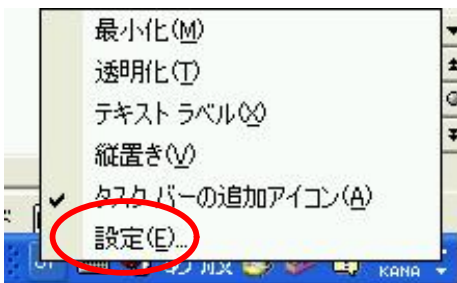 最小化(M)
透明化(T)
テキスト ラベル(X)
縦置き(V)
タスク バーの追加アイコン(A)
設定(E)...
KANA